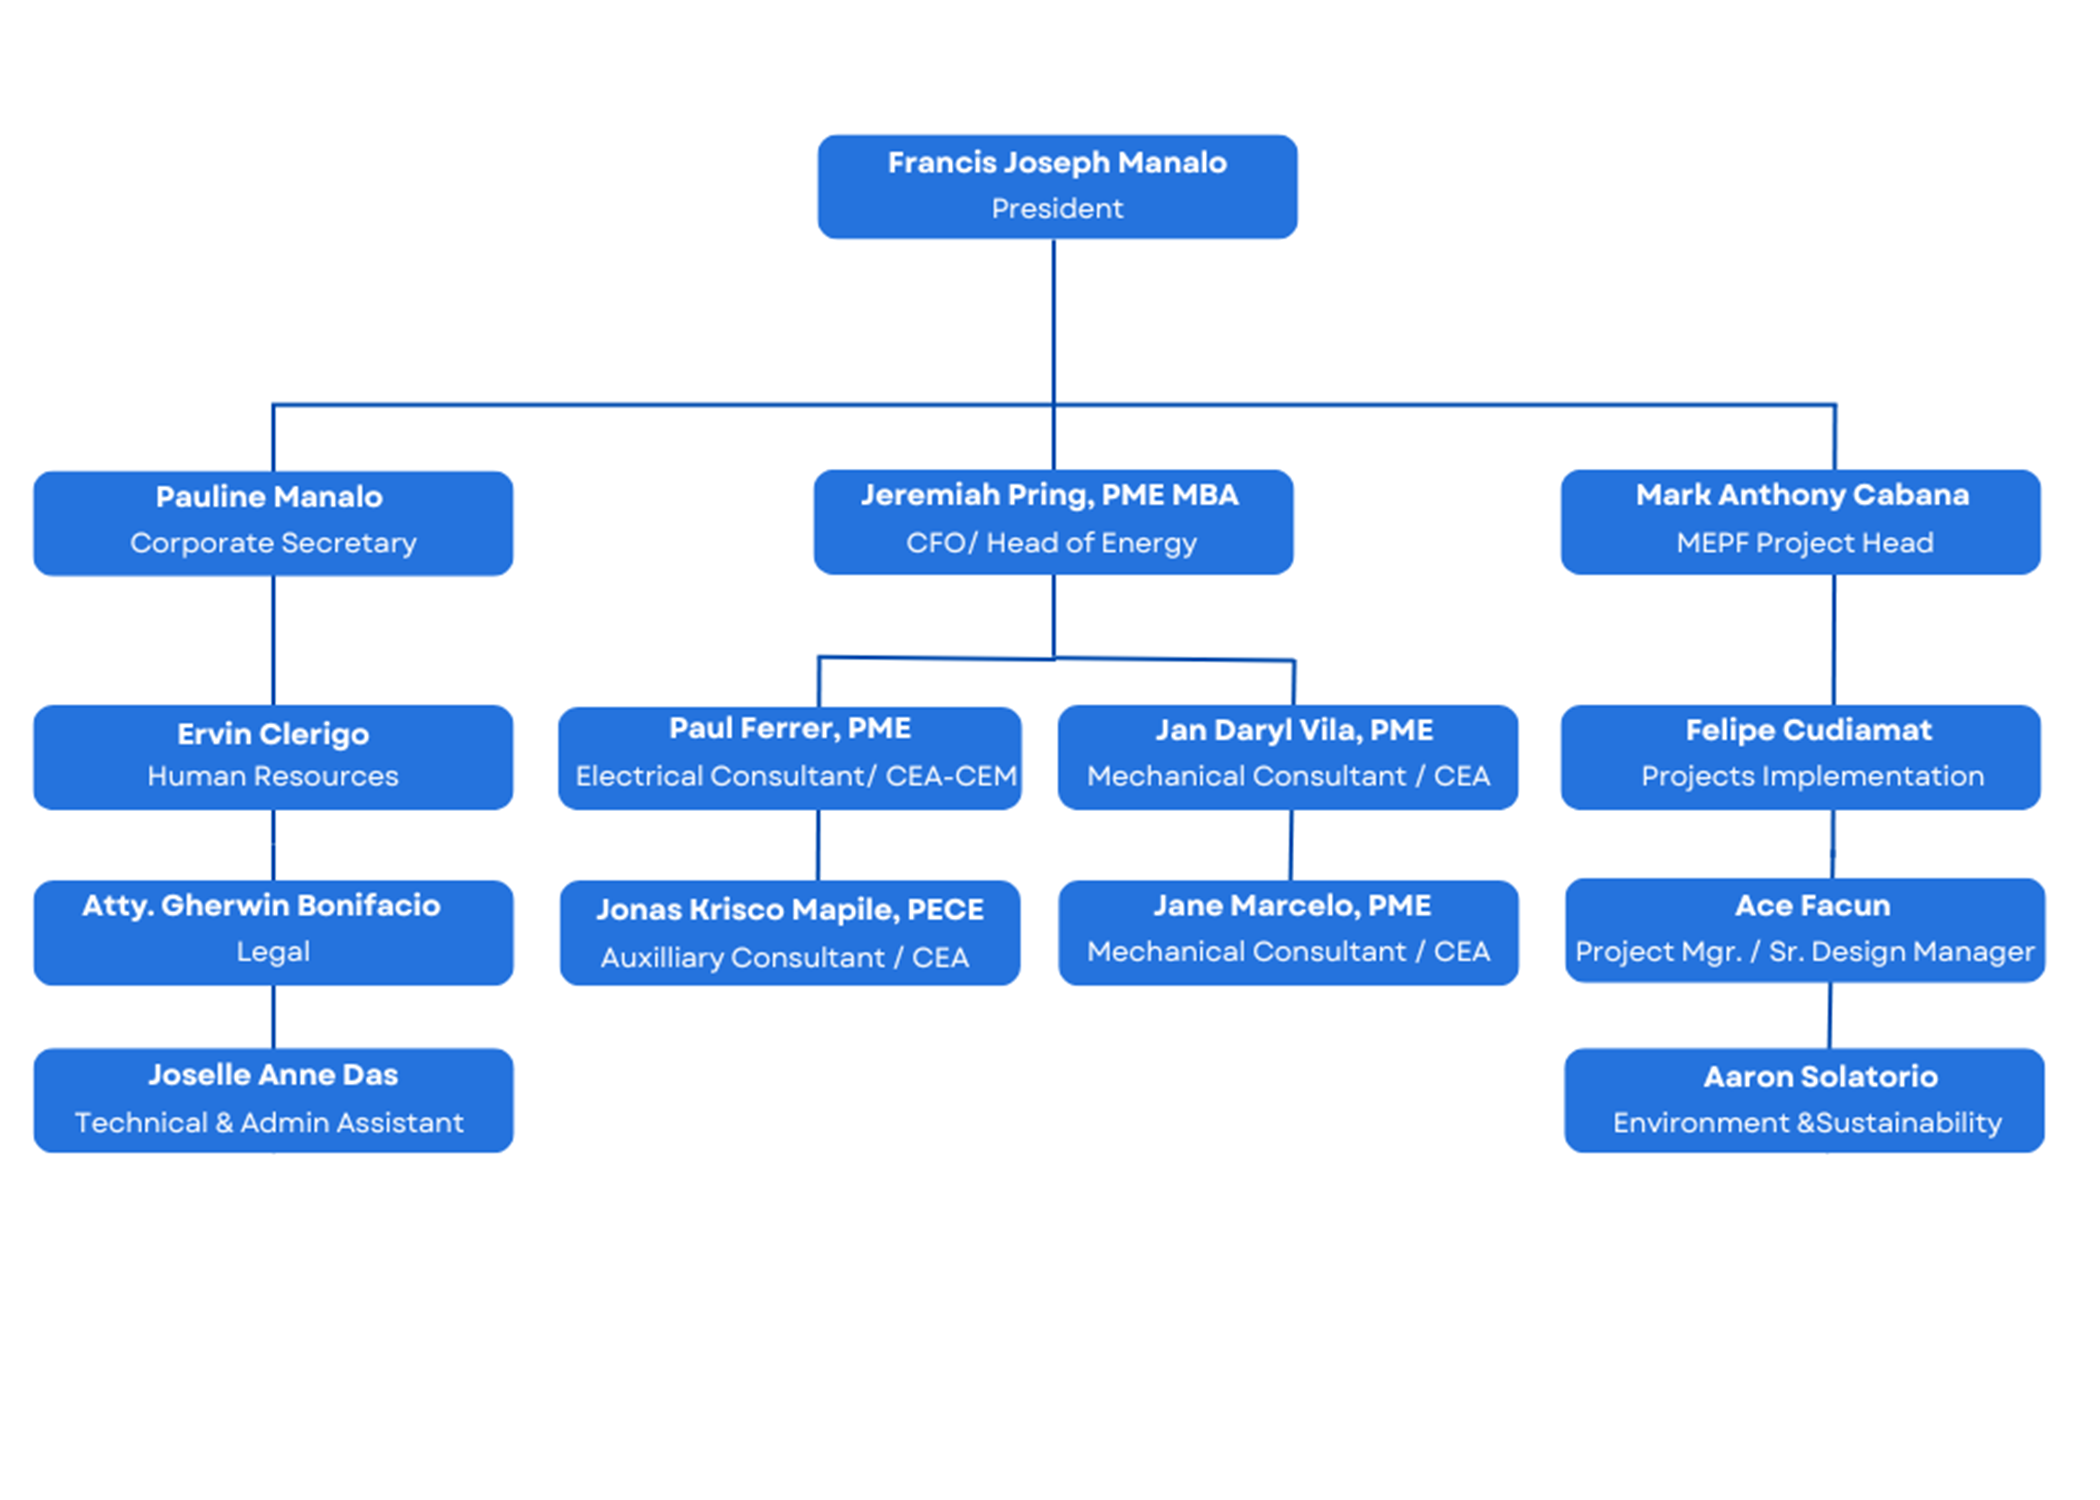 Francis Joseph Manalo
President
Pauline Manalo
Corporate Secretary
Jeremiah Pring, PME MBA
CFO/ Head of Energy
Mark Anthony Cabana
MEPF Project Head
Ervin Clerigo
Human Resources
Paul Ferrer, PME
Electrical Consultant/ CEA-CEM
Jan Daryl Vila, PME
Mechanical Consultant / CEA
Felipe Cudiamat
Projects Implementation
Atty. Gherwin Bonifacio
Legal
Jonas Krisco Mapile, PECE
Auxilliary Consultant / CEA
Jane Marcelo, PME
Mechanical Consultant / CEA
Ace Facun
Project Mgr. / Sr. Design Manager
Joselle Anne Das
Technical & Admin Assistant
Aaron Solatorio
Environment &Sustainability